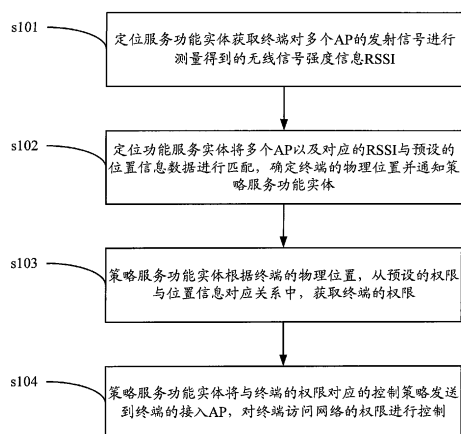 s101
定位服务功能实体获取终端对多个AP的发射信号进行
测量得到的无线信号强度信息RSSI
s102
定位功能服务实体将多个AP以及对应的RSSI与预设的
位置信息数据进行匹配，确定终端的物理位置并通知策
略服务功能实体
s103
策略服务功能实体根据终端的物理位置，从预设的权限
与位置信息对应关系中，获取终端的权限
s104
策略服务功能实体将与终端的权限对应的控制策略发送
到终端的接入AP，对终端访问网络的权限进行控制